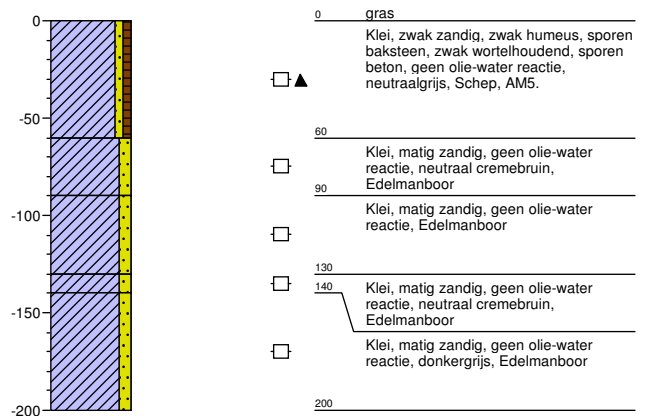 0
-50
-100
-150
-200
0
gras
Klei, zwak zandig, zwak humeus, sporen
baksteen, zwak wortelhoudend, sporen
beton, geen olie-water reactie,
neutraalgrijs, Schep, AM5.
60
Klei, matig zandig, geen olie-water
reactie, neutraal cremebruin,
Edelmanboor
90
Klei, matig zandig, geen olie-water
reactie, Edelmanboor
130
140
Klei, matig zandig, geen olie-water
reactie, neutraal cremebruin,
Edelmanboor
Klei, matig zandig, geen olie-water
reactie, donkergrijs, Edelmanboor
200